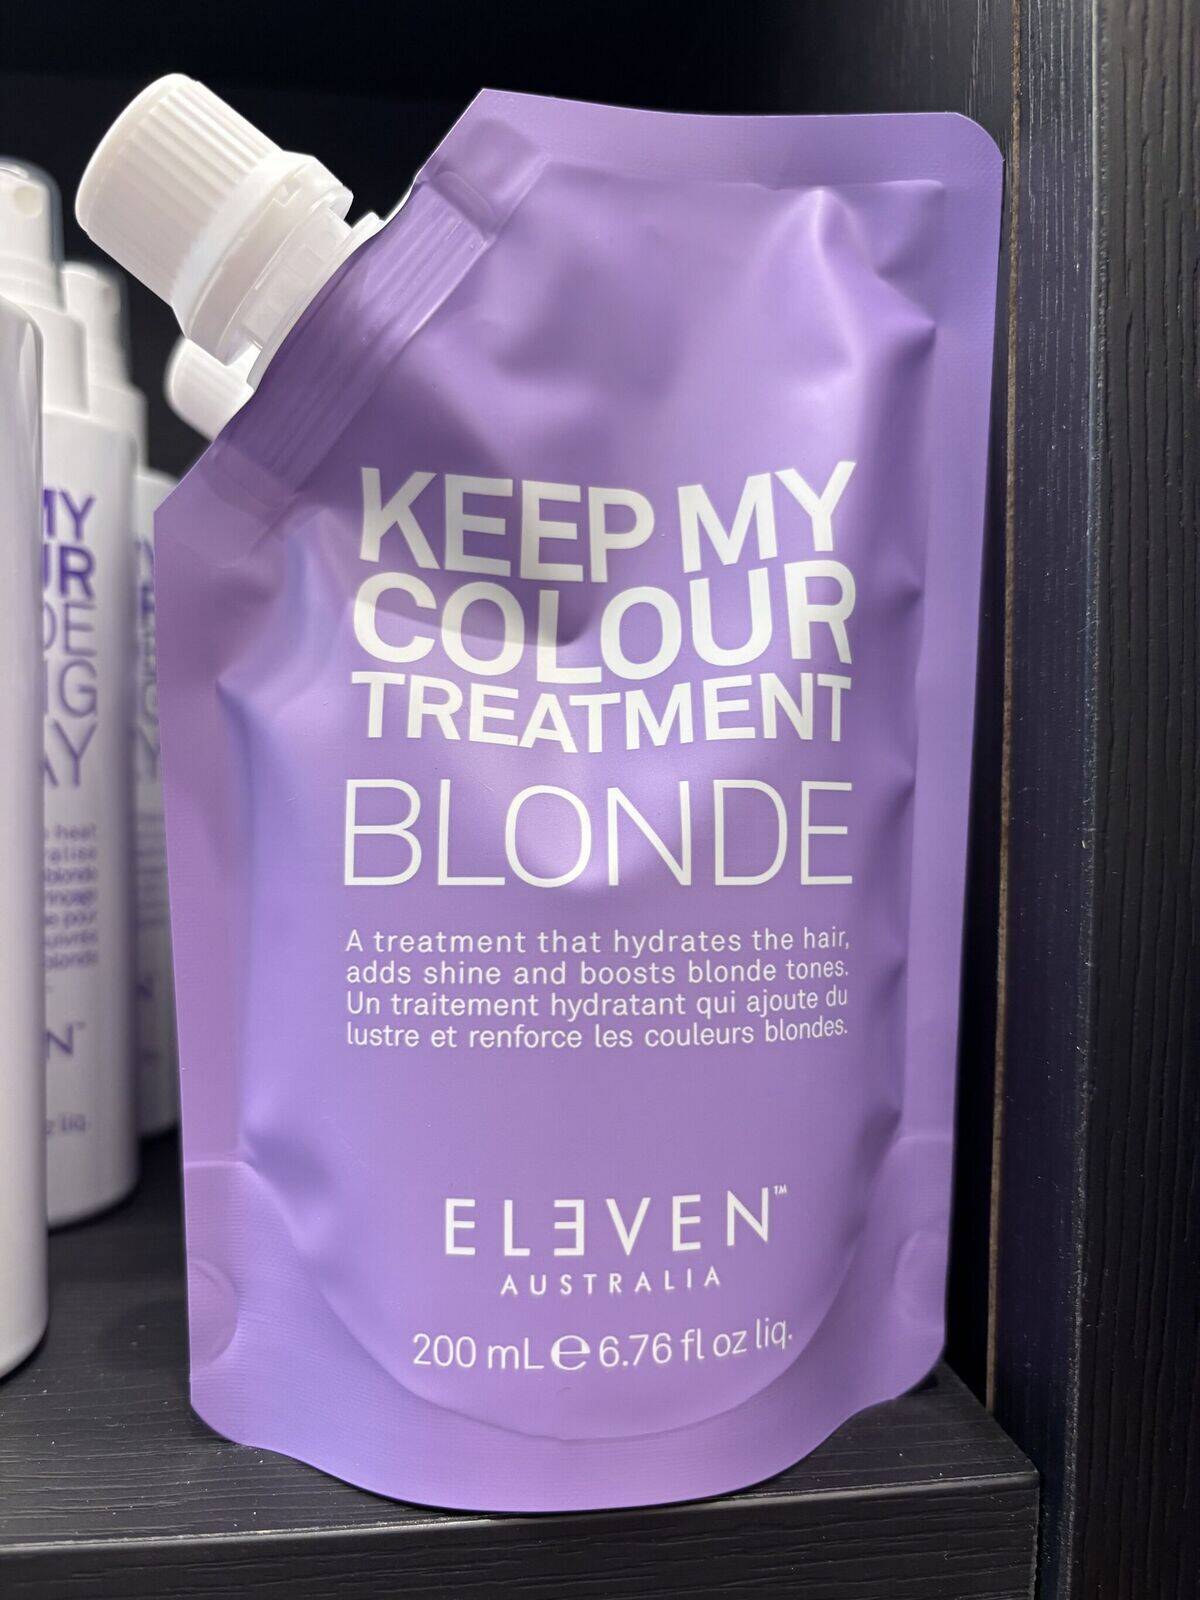 KEEP MY
COLOUR
TREATMENT
BLONDE
A treatment that hydrates the hair,
adds shine and boosts blonde tones.
Un traitement hydratant qui ajoute du
lustre et renforce les couleurs blondes.
ELƎVEN™
AUSTRALIA
200 mL ℮ 6.76 fl oz liq.